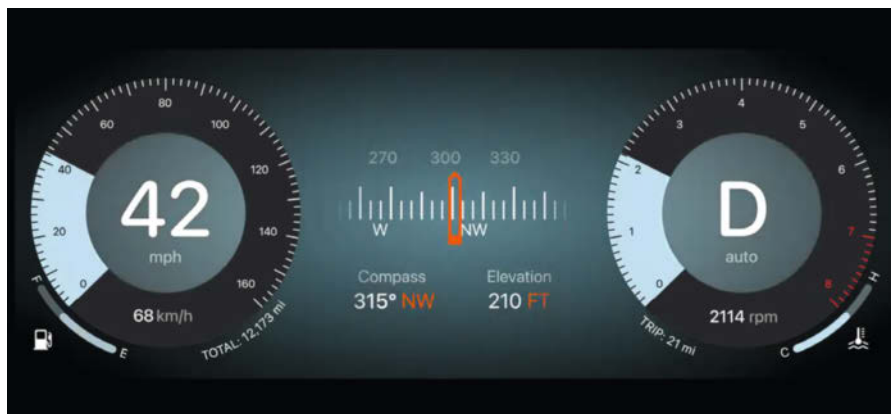 0
20
40
60
80
100
120
140
160
42
mph
68 km/h
F
E
TOTAL: 12,173 mi
270 300 330
W NW
Compass
315° NW
Elevation
210 FT
0
1
2
3
4
5
6
7
8
D
auto
2114 rpm
TRIP: 21 mi
C
H